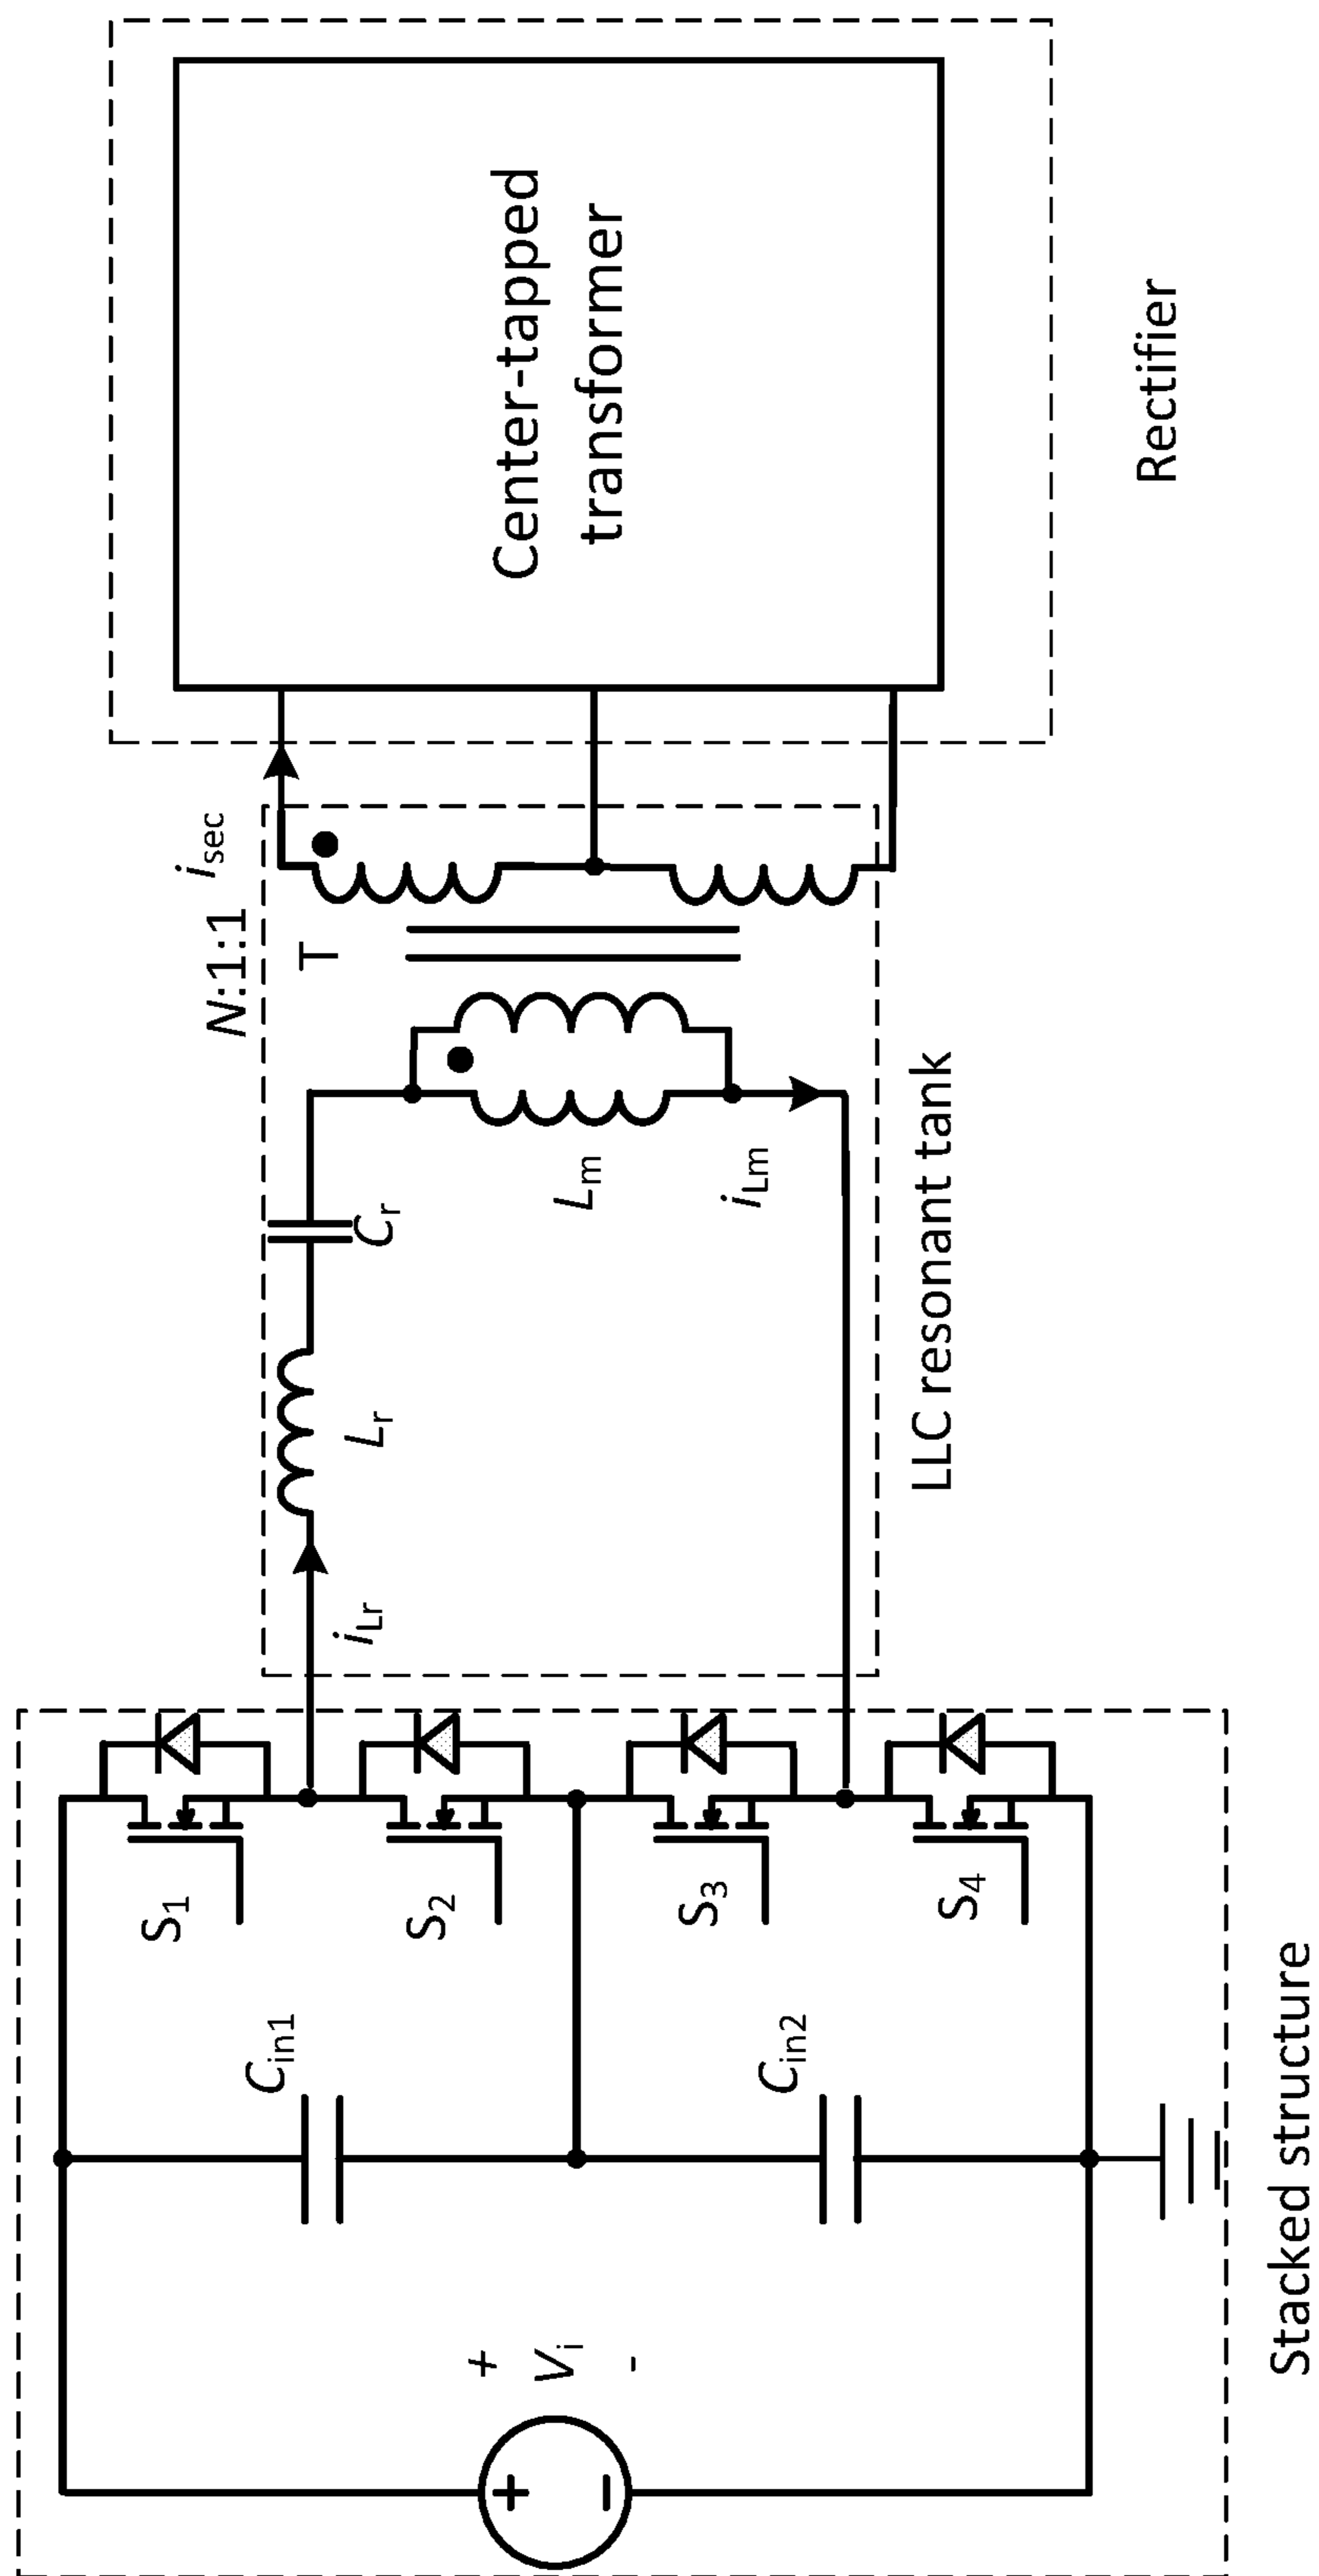 +
Vi
-
Cin1
Cin2
S1
S2
S3
S4
Stacked structure
iLr
Lr
Cr
Lm
iLm
LLC resonant tank
N:1:1
T
isec
Center-tapped
transformer
Rectifier